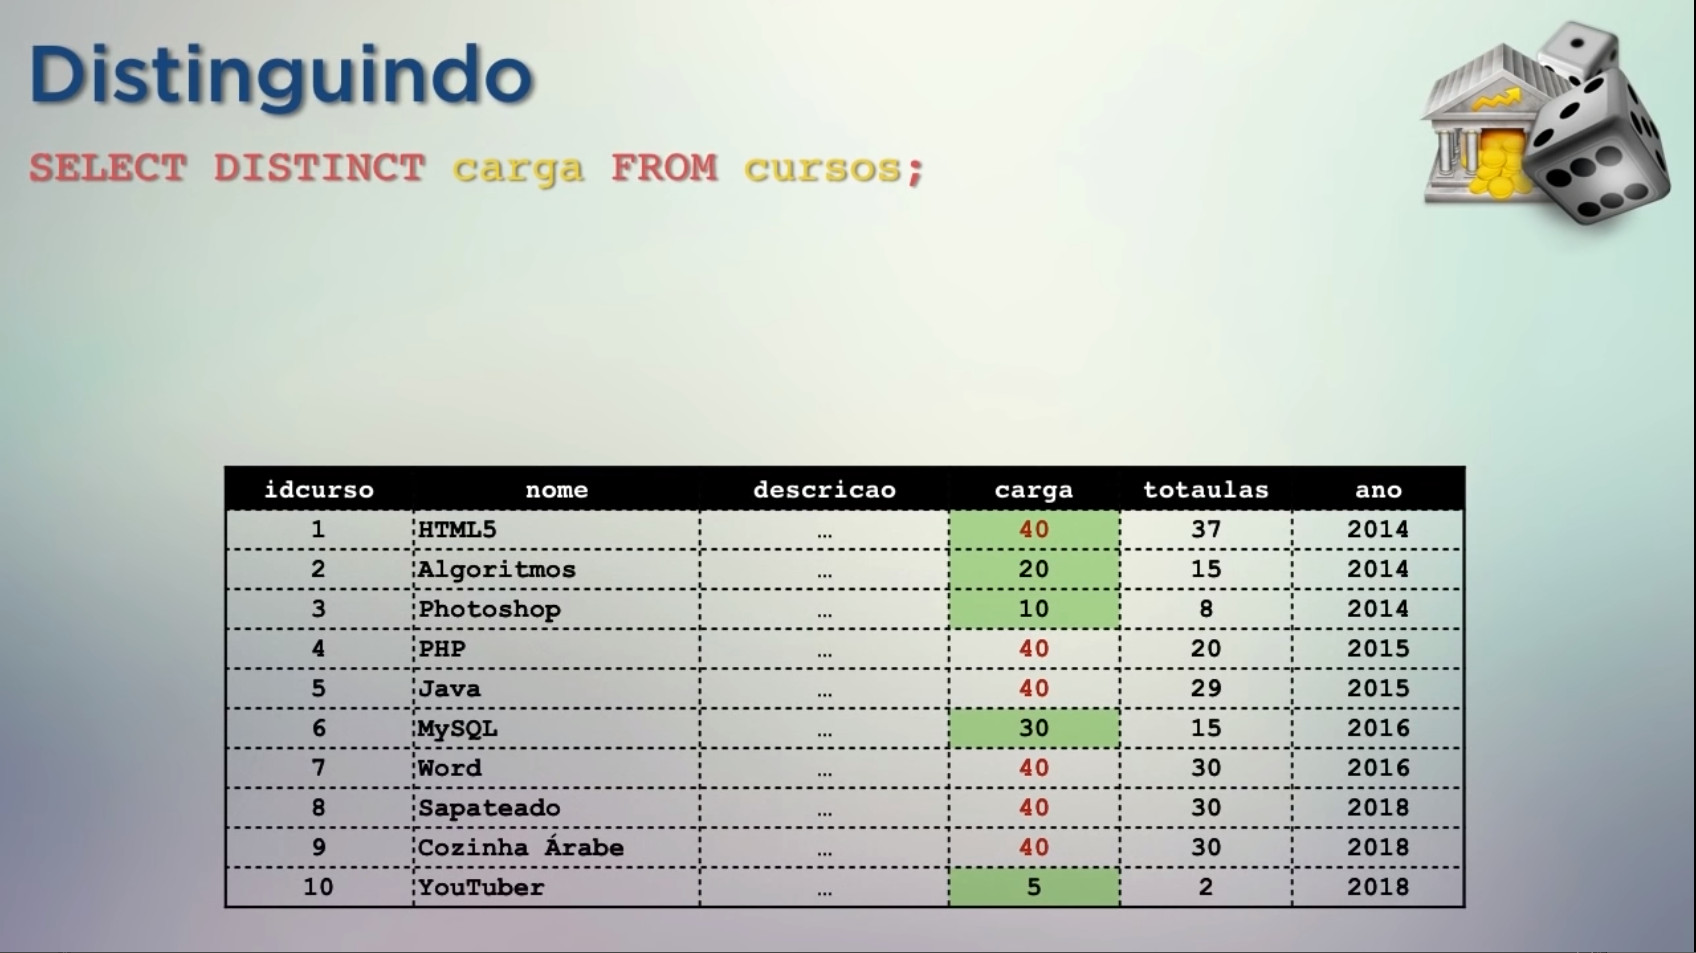 Distinguindo
SELECT DISTINCT carga FROM cursos;
idcurso nome descricao carga totaulas ano
1 HTML5 … 40 37 2014
2 Algoritmos … 20 15 2014
3 Photoshop … 10 8 2014
4 PHP … 40 20 2015
5 Java … 40 29 2015
6 MySQL … 30 15 2016
7 Word … 40 30 2016
8 Sapateado … 40 30 2018
9 Cozinha Árabe … 40 30 2018
10 YouTuber … 5 2 2018